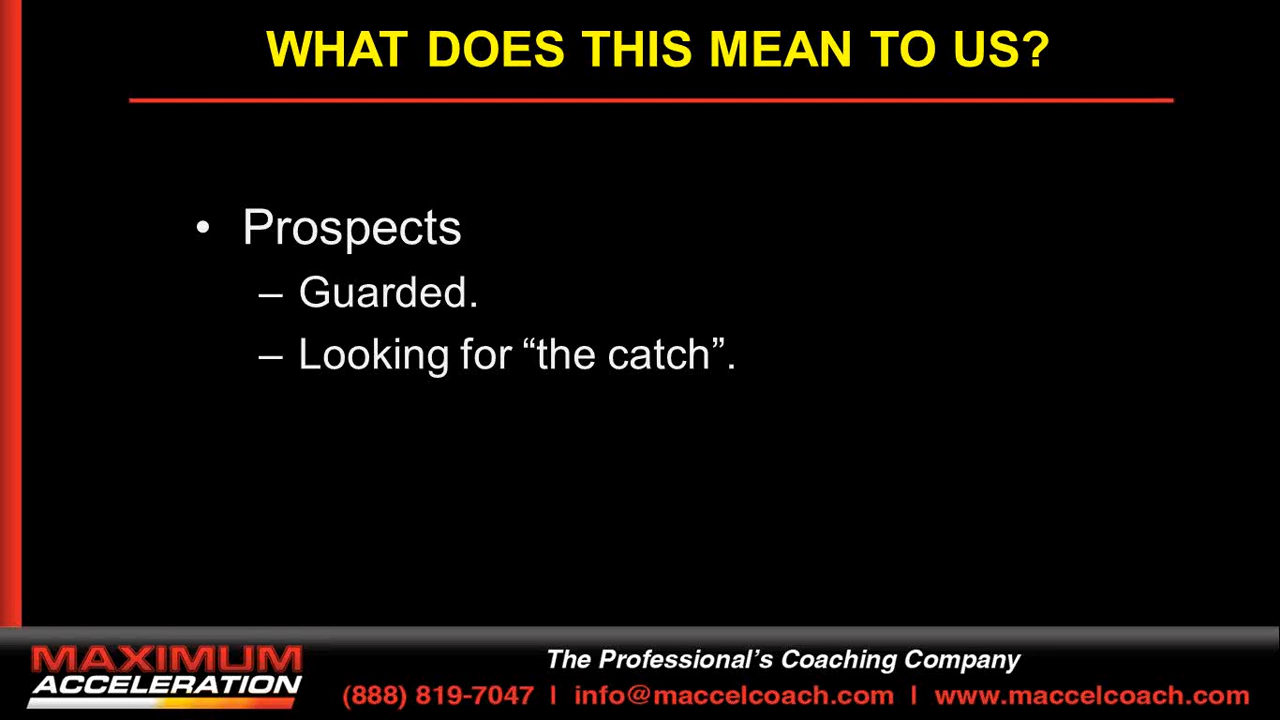 WHAT DOES THIS MEAN TO US?
• Prospects
– Guarded.
– Looking for “the catch”.
MAXIMUM
ACCELERATION
The Professional’s Coaching Company
(888) 819-7047 | info@maccelcoach.com | www.maccelcoach.com